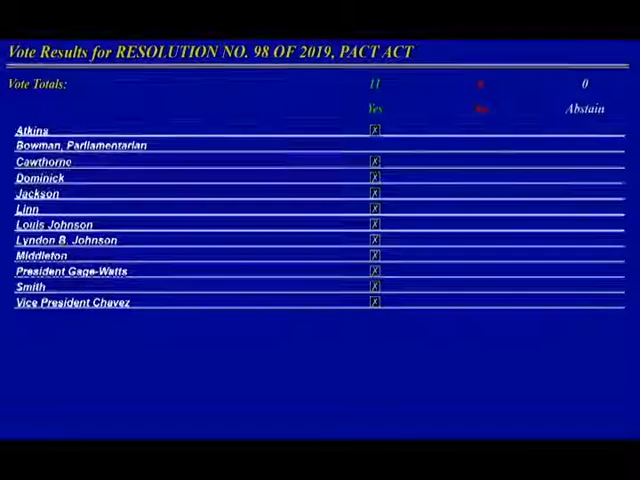 Vote Results for RESOLUTION NO. 98 OF 2019, PACT ACT
Vote Totals: 11 0
Yes No Abstain
Atkins
Bowman, Parliamentarian
Cawthorne
Dominick
Jackson
Linn
Louis Johnson
Lyndon B. Johnson
Middleton
President Gage-Watts
Smith
Vice President Chavez